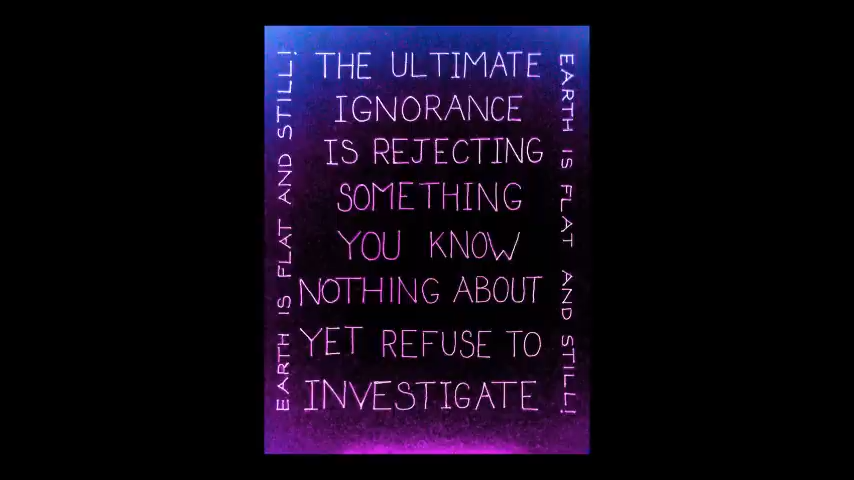 EARTH IS FLAT AND STILL!
THE ULTIMATE
IGNORANCE
IS REJECTING
SOMETHING
YOU KNOW
NOTHING ABOUT
YET REFUSE TO
INVESTIGATE
EARTH IS FLAT AND STILL!